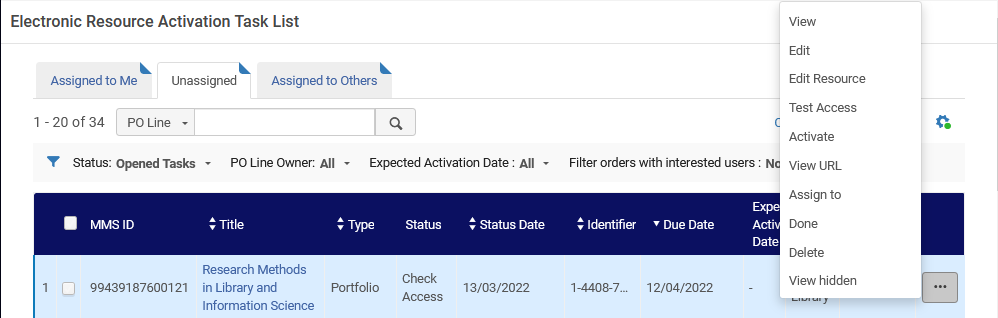 Electronic Resource Activation Task List
View
Edit
Edit Resource
Test Access
Activate
View URL
Assign to
Done
Delete
View hidden
Assigned to Me Unassigned Assigned to Others
1 - 20 of 34 PO Line
Status: Opened Tasks PO Line Owner: All Expected Activation Date : All Filter orders with interested users :
MMS ID Title Type Status Status Date Identifier Due Date
1 99439187600121 Research Methods in Library and Information Science Portfolio Check Access 13/03/2022 1-4408-7... 12/04/2022 - Library ...